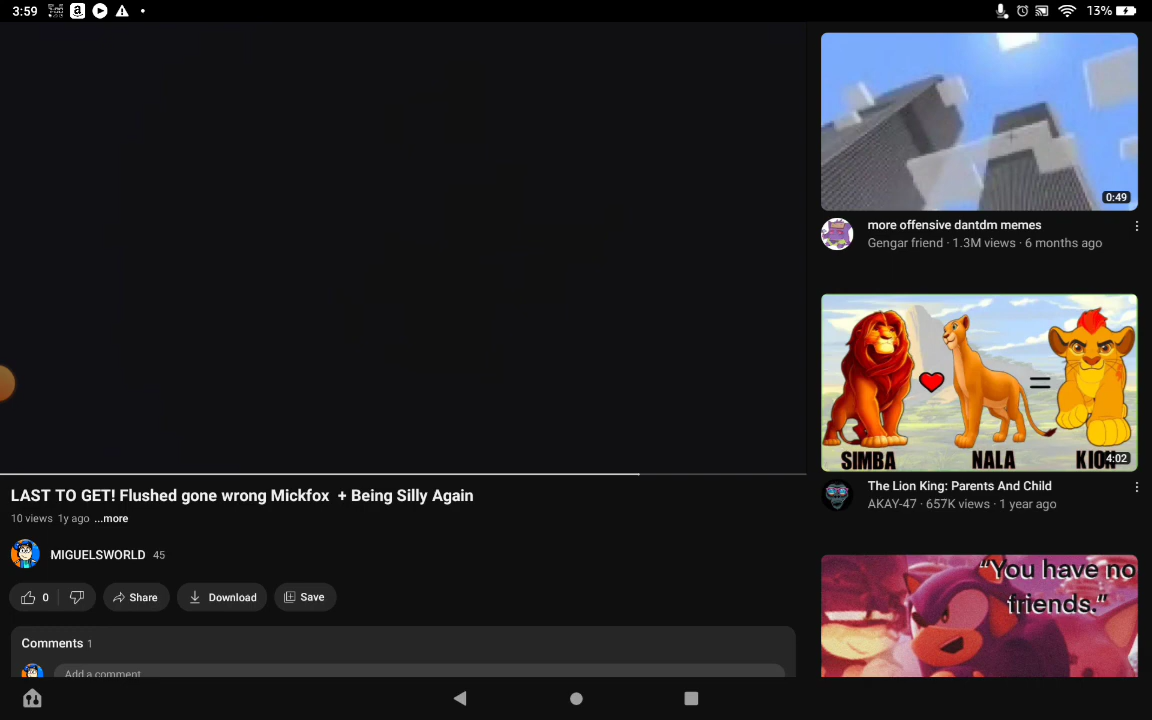 3:59
13%
0:49
more offensive dantdm memes
Gengar friend · 1.3M views · 6 months ago
SIMBA
NALA
KION
4:02
The Lion King: Parents And Child
AKAY-47 · 657K views · 1 year ago
"You have no
friends."
LAST TO GET! Flushed gone wrong Mickfox + Being Silly Again
10 views 1y ago ...more
MIGUELSWORLD 45
0
Share
Download
Save
Comments 1
Add a comment